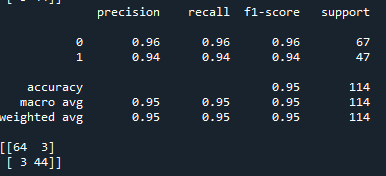 precision recall f1-score support
0 0.96 0.96 0.96 67
1 0.94 0.94 0.94 47
accuracy 0.95 114
macro avg 0.95 0.95 0.95 114
weighted avg 0.95 0.95 0.95 114
[[64 3]
[ 3 44]]